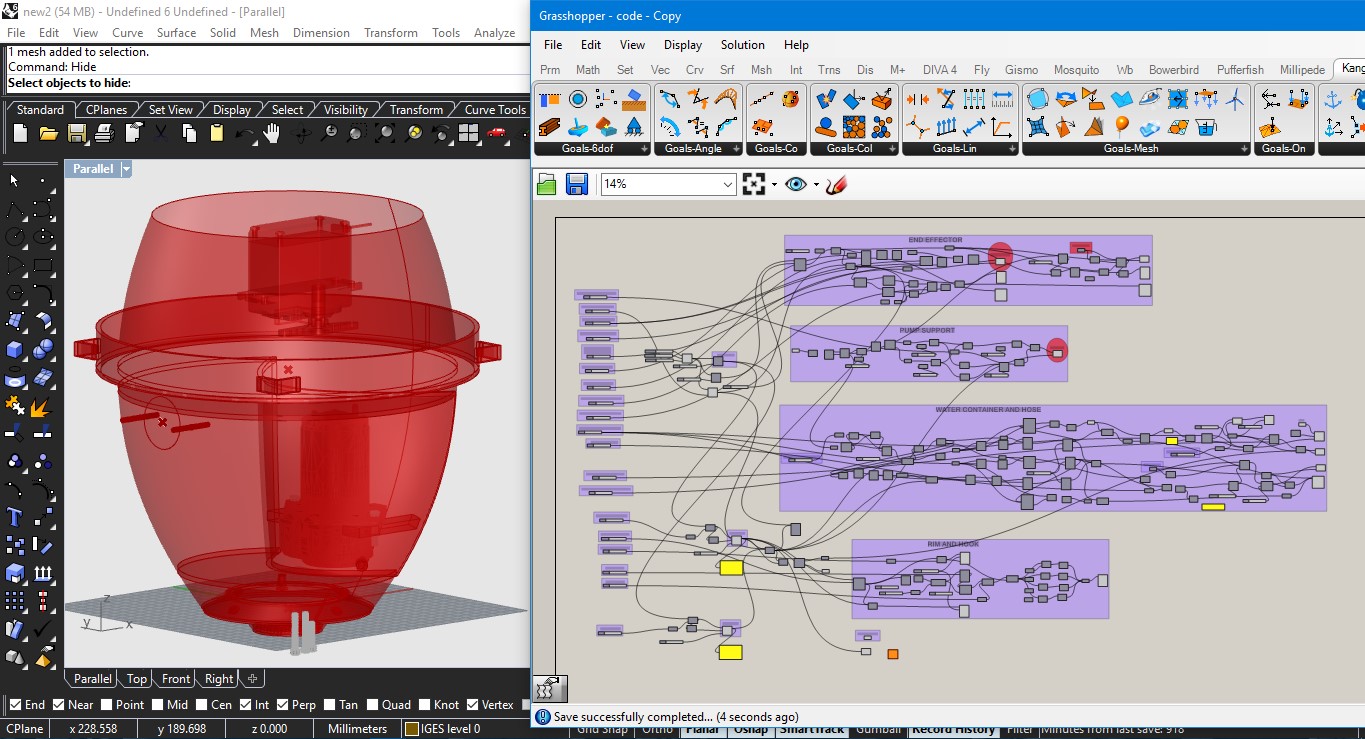 new2 (54 MB) - Undefined 6 Undefined - [Parallel]
File Edit View Curve Surface Solid Mesh Dimension Transform Tools Analyze
1 mesh added to selection.
Command: Hide
Select objects to hide:
Standard CPlanes Set View Display Select Visibility Transform Curve Tools
Parallel
z
y x
Parallel Top Front Right
End Near Point Mid Cen Int Perp Tan Quad Knot Vertex
CPlane x 228.558 y 189.698 z 0.000 Millimeters IGES level 0
Grasshopper - code - Copy
File Edit View Display Solution Help
Prm Math Set Vec Crv Srf Msh Int Trns Dis M+ DIVA 4 Fly Gismo Mosquito Wb Bowerbird Pufferfish Millipede Kang
Goals-6dof Goals-Angle Goals-Co Goals-Col Goals-Lin Goals-Mesh Goals-On
14%
END EFFECTOR
PUMP SUPPORT
WATER CONTAINER AND HOSE
RIM AND HOOK
Save successfully completed... (4 seconds ago)
Grid Snap Ortho Planar Osnap SmartTrack Gumball Record History Filter Minutes from last save: 918